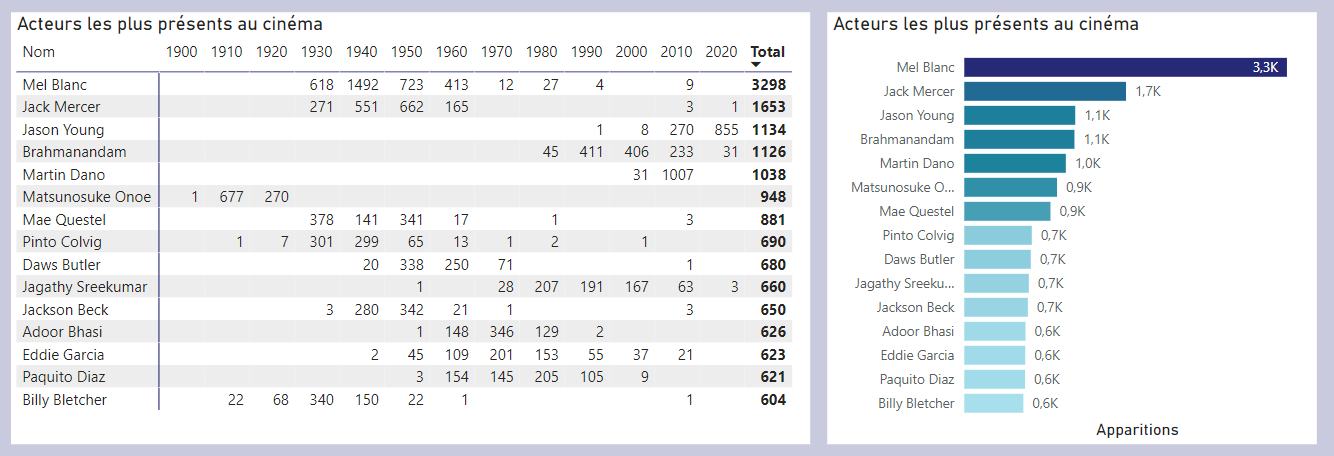 Acteurs les plus présents au cinéma
Nom 1900 1910 1920 1930 1940 1950 1960 1970 1980 1990 2000 2010 2020 Total
Mel Blanc 618 1492 723 413 12 27 4 9 3298
Jack Mercer 271 551 662 165 3 1 1653
Jason Young 1 8 270 855 1134
Brahmanandam 45 411 406 233 31 1126
Martin Dano 31 1007 1038
Matsunosuke Onoe 1 677 270 948
Mae Questel 378 141 341 17 1 3 881
Pinto Colvig 1 7 301 299 65 13 1 2 1 690
Daws Butler 20 338 250 71 1 680
Jagathy Sreekumar 1 28 207 191 167 63 3 660
Jackson Beck 3 280 342 21 1 3 650
Adoor Bhasi 1 148 346 129 2 626
Eddie Garcia 2 45 109 201 153 55 37 21 623
Paquito Diaz 3 154 145 205 105 9 621
Billy Bletcher 22 68 340 150 22 1 1 604
Acteurs les plus présents au cinéma
Mel Blanc 3,3K
Jack Mercer 1,7K
Jason Young 1,1K
Brahmanandam 1,1K
Martin Dano 1,0K
Matsunosuke O... 0,9K
Mae Questel 0,9K
Pinto Colvig 0,7K
Daws Butler 0,7K
Jagathy Sreeku... 0,7K
Jackson Beck 0,7K
Adoor Bhasi 0,6K
Eddie Garcia 0,6K
Paquito Diaz 0,6K
Billy Bletcher 0,6K
Apparitions